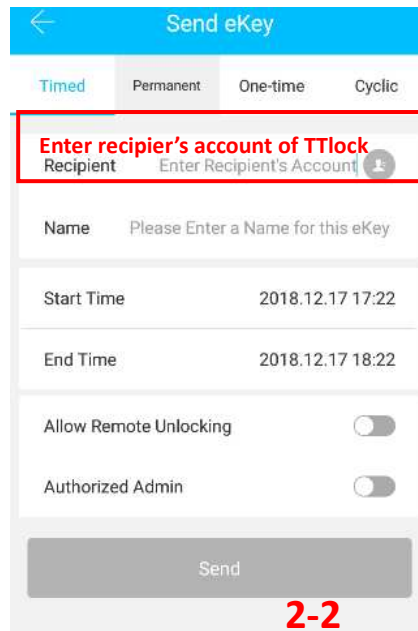 Send eKey
Timed Permanent One-time Cyclic
Enter recipier's account of TTlock
Recipient Enter Recipient's Account
Name Please Enter a Name for this eKey
Start Time 2018.12.17 17:22
End Time 2018.12.17 18:22
Allow Remote Unlocking
Authorized Admin
Send
2-2